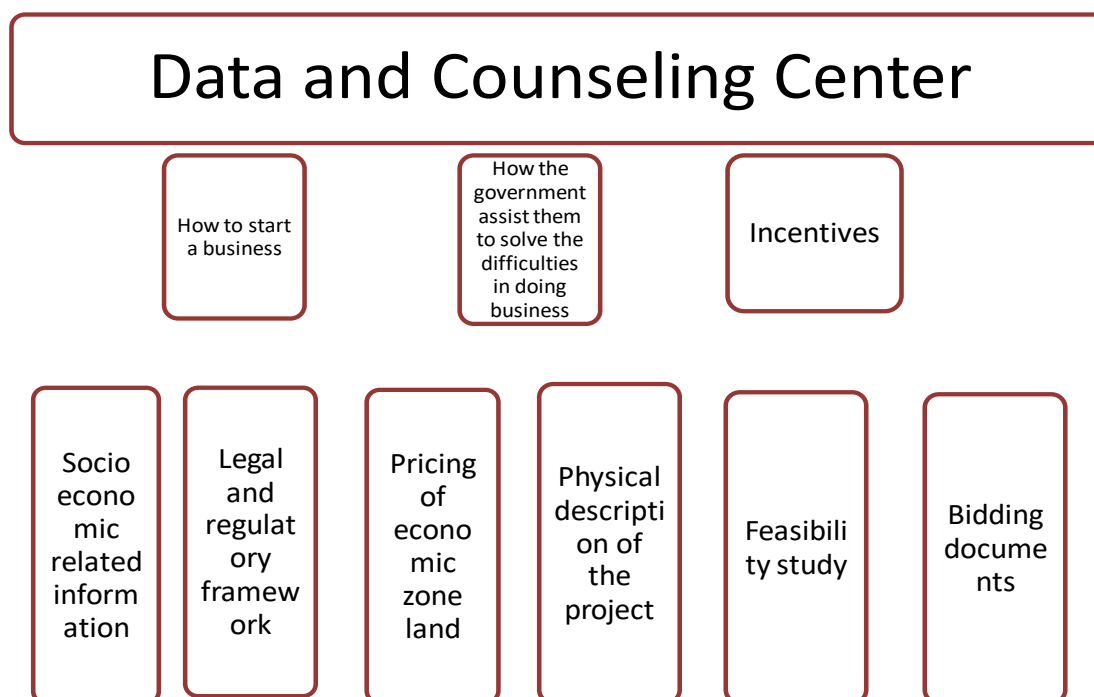 Data and Counseling Center
How to start
a business
How the
government
assist them
to solve the
difficulties
in doing
business
Incentives
Socio
econo
mic
related
inform
ation
Legal
and
regulat
ory
framew
ork
Pricing
of
econo
mic
zone
land
Physical
descripti
on of
the
project
Feasibili
ty study
Bidding
docume
nts